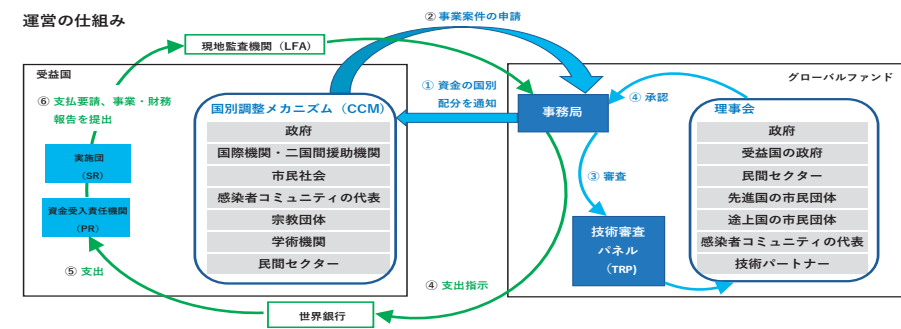 運営の仕組み
② 事業案件の申請
現地監査機関（LFA）
受益国
グローバルファンド
⑥ 支払要請、事業・財務
報告を提出
国別調整メカニズム（CCM）
政府
国際機関・二国間援助機関
市民社会
感染者コミュニティの代表
宗教団体
学術機関
民間セクター
① 資金の国別
配分を通知
事務局
④ 承認
理事会
政府
受益国の政府
民間セクター
先進国の市民団体
途上国の市民団体
感染者コミュニティの代表
技術パートナー
③ 審査
技術審査
パネル
（TRP)
実施団
（SR）
資金受入責任機関
（PR）
⑤ 支出
④ 支出指示
世界銀行